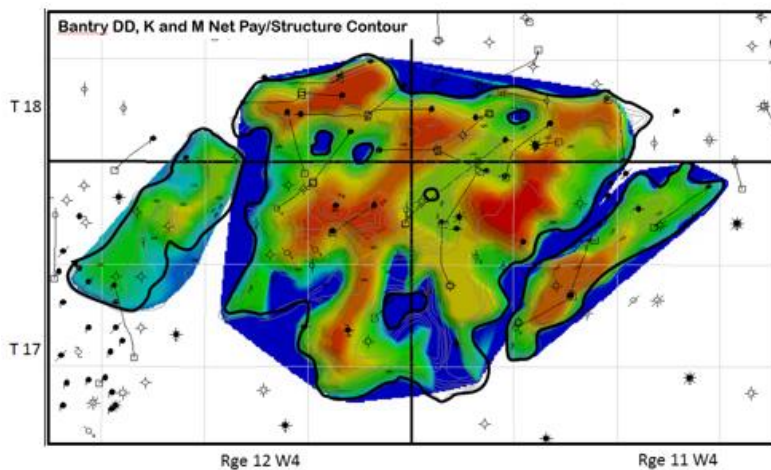 Bantry DD, K and M Net Pay/Structure Contour
T 18
T 17
Rge 12 W4
Rge 11 W4